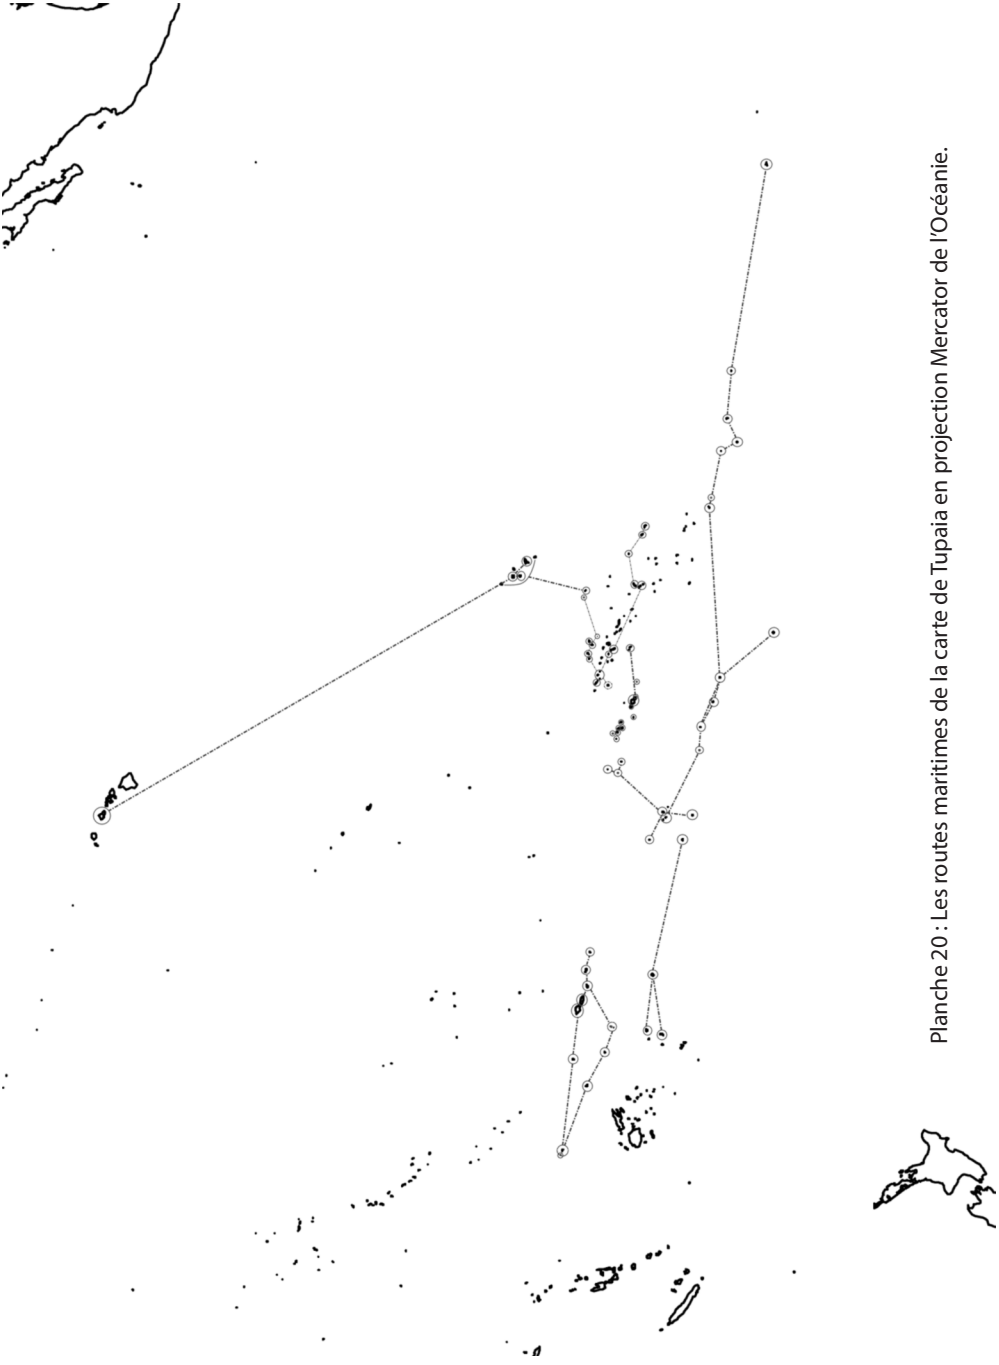 Planche 20 : Les routes maritimes de la carte de Tupaia en projection Mercator de l'Océanie.